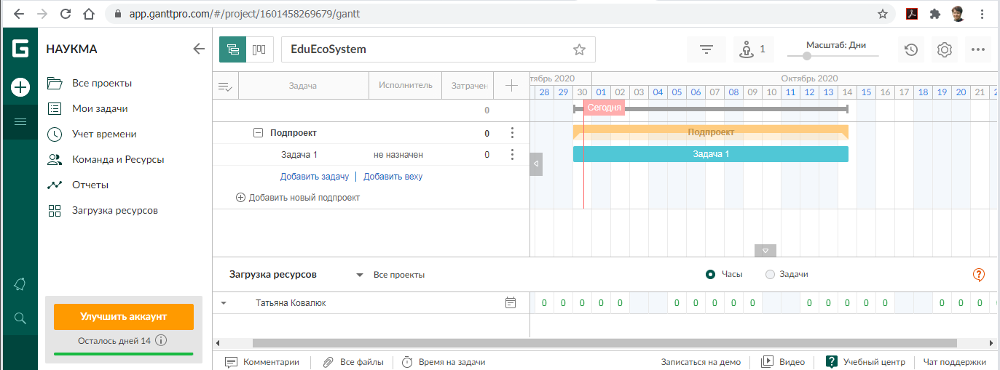 app.ganttpro.com/#/project/1601458269679/gantt
НАУКМА
Все проекты
Мои задачи
Учет времени
Команда и Ресурсы
Отчеты
Загрузка ресурсов
Улучшить аккаунт
Осталось дней 14
EduEcoSystem
1
Масштаб: Дни
Задача Исполнитель Затрачен
тябрь 2020 Октябрь 2020
28 29 30 01 02 03 04 05 06 07 08 09 10 11 12 13 14 15 16 17 18 19 20 21 2
0 Сегодня
Подпроект 0 Подпроект
Задача 1 не назначен 0 Задача 1
Добавить задачу | Добавить веху
Добавить новый подпроект
Загрузка ресурсов Все проекты Часы Задачи
Татьяна Ковалюк 0 0 0 0 0 0 0 0 0 0 0 0 0 0 0 0 0 0
Комментарии Все файлы Время на задачи Записаться на демо Видео Учебный центр Чат поддержки